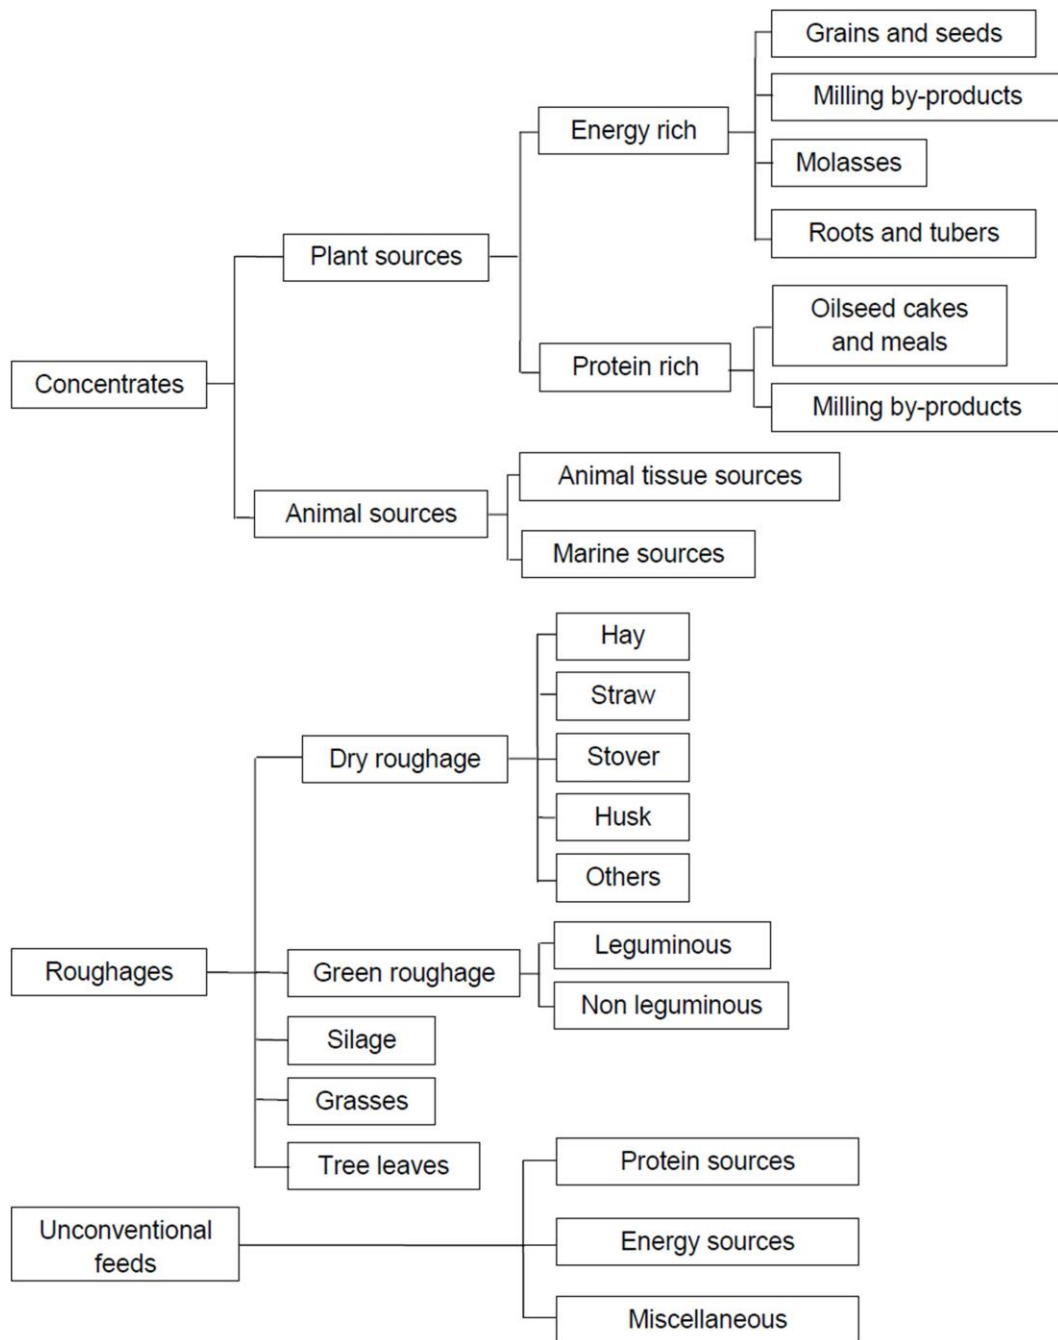 Grains and seeds
Milling by-products
Energy rich
Molasses
Roots and tubers
Plant sources
Oilseed cakes
and meals
Protein rich
Concentrates
Milling by-products
Animal tissue sources
Animal sources
Marine sources
Hay
Straw
Dry roughage
Stover
Husk
Others
Leguminous
Roughages
Green roughage
Non leguminous
Silage
Grasses
Tree leaves
Protein sources
Unconventional
feeds
Energy sources
Miscellaneous